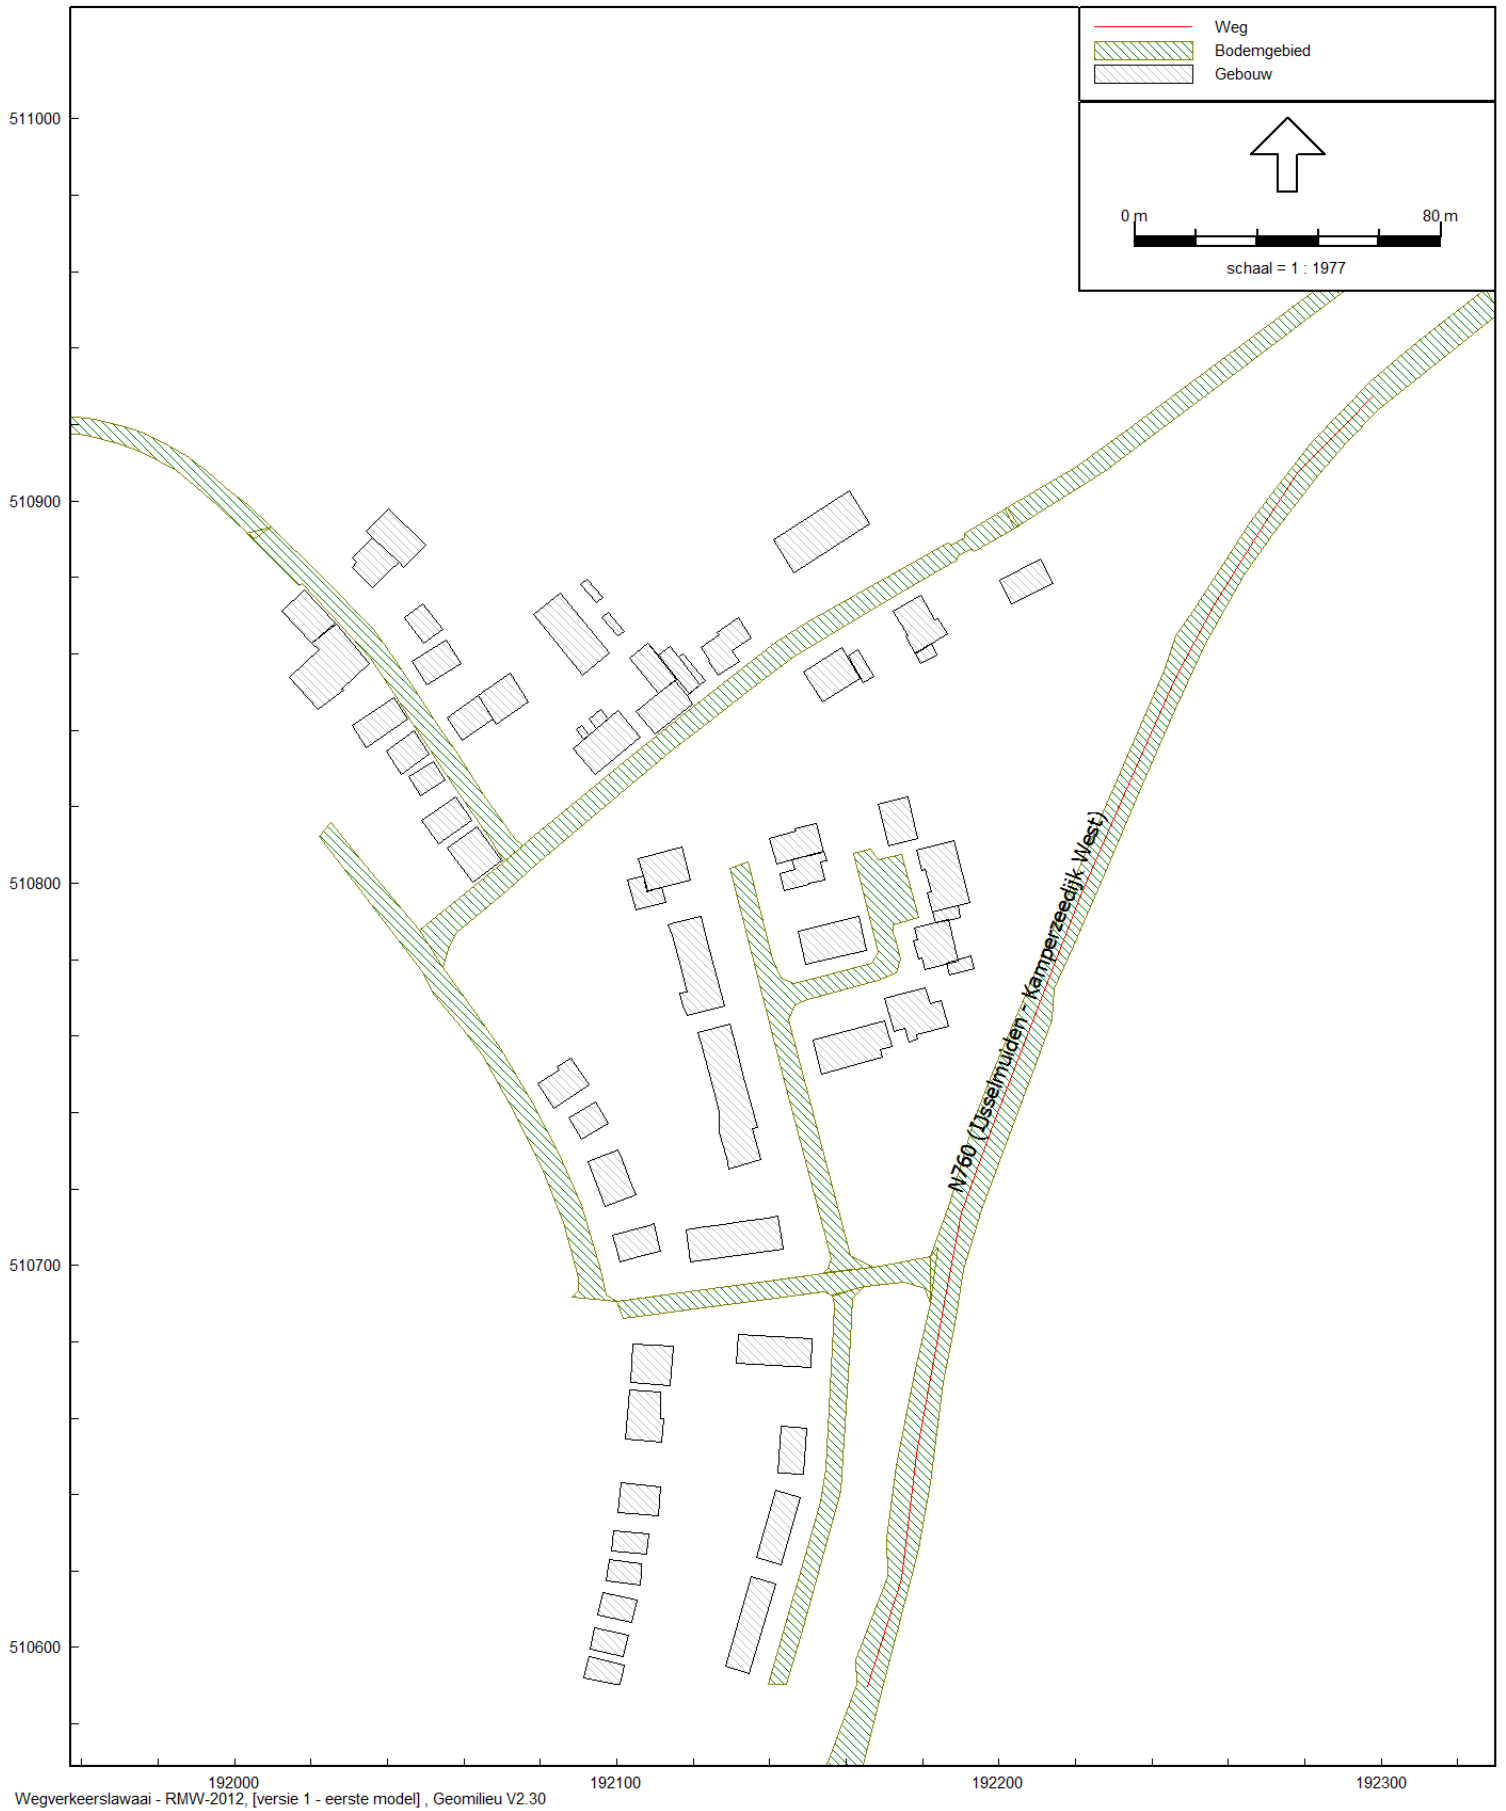 Weg
Bodemgebied
Gebouw
0 m 80 m
schaal = 1 : 1977
511000
510900
510800
510700
510600
N760 (IJsselmuiden - Kamperzeedijk West)
192000 192100 192200 192300
Wegverkeerslawaai - RMW-2012, [versie 1 - eerste model] , Geomilieu V2.30